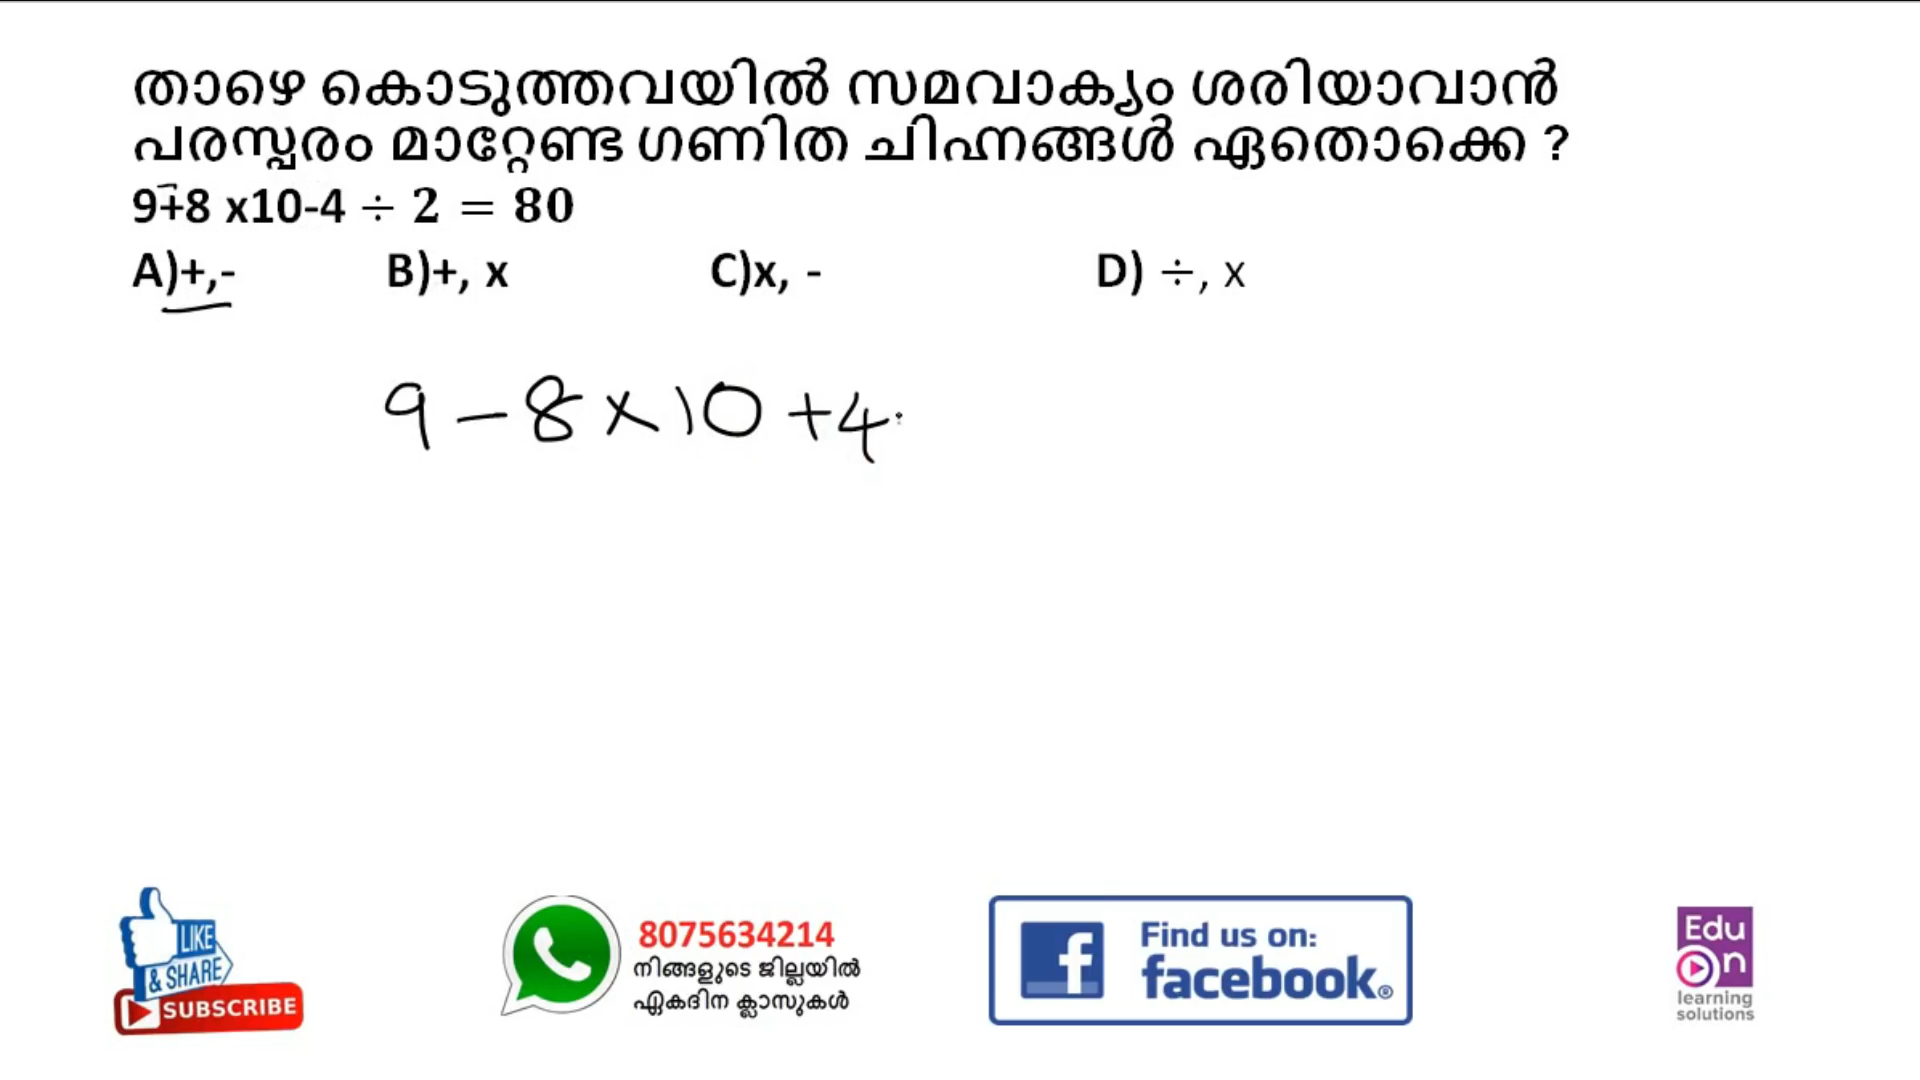 താഴെ കൊടുത്തവയിൽ സമവാക്യം ശരിയാവാൻ
പരസ്പരം മാറ്റേണ്ട ഗണിത ചിഹ്നങ്ങൾ ഏതൊക്കെ ?
9+8 x10-4 ÷ 2 = 80
A)+,- B)+, x C)x, - D) ÷, x
9 - 8 × 10 + 4
LIKE
& SHARE
SUBSCRIBE
8075634214
നിങ്ങളുടെ ജില്ലയിൽ
ഏകദിന ക്ലാസുകൾ
Find us on:
facebook®
Edu
On
learning
solutions